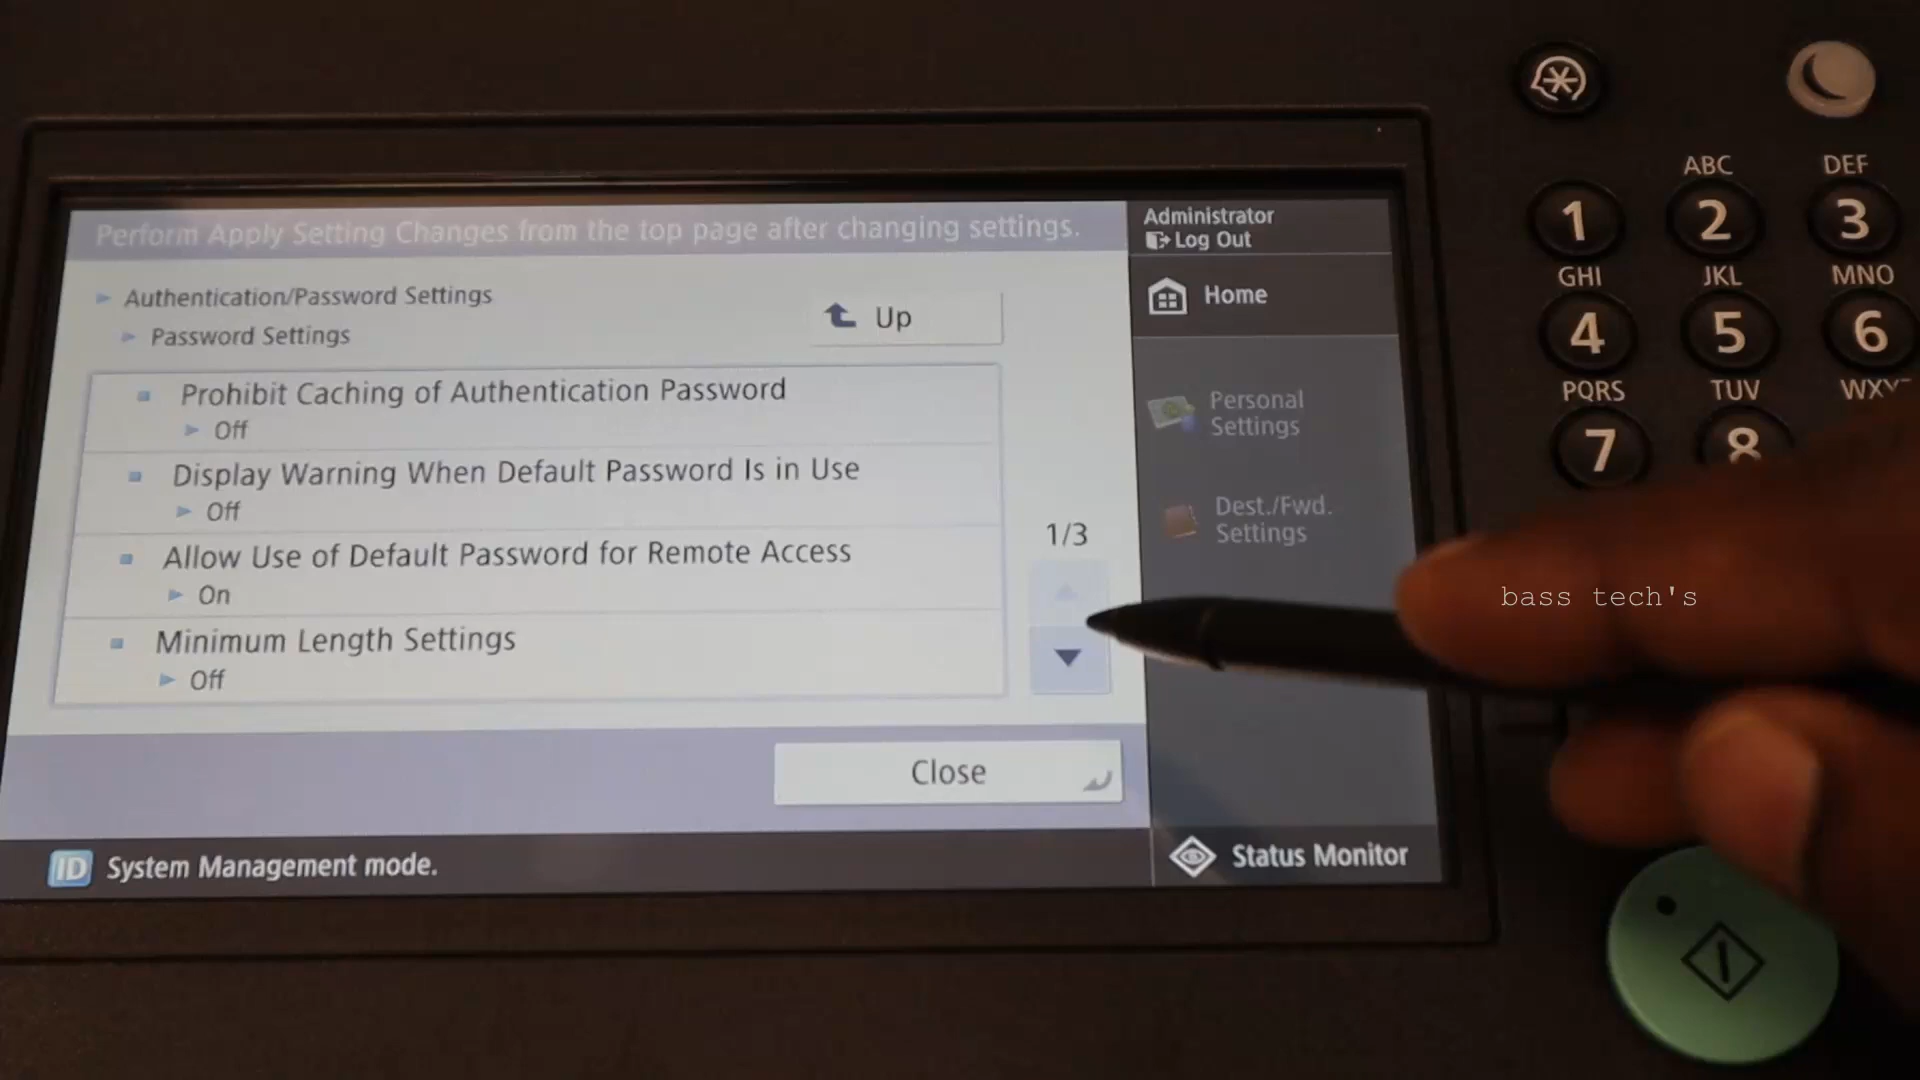 Perform Apply Setting Changes from the top page after changing settings.
Authentication/Password Settings
Password Settings
Up
Prohibit Caching of Authentication Password
Off
Display Warning When Default Password Is in Use
Off
Allow Use of Default Password for Remote Access
On
Minimum Length Settings
Off
1/3
Close
ID System Management mode.
Administrator
Log Out
Home
Personal
Settings
Dest./Fwd.
Settings
Status Monitor
ABC DEF
1 2 3
GHI JKL MNO
4 5 6
PQRS TUV WXY
7 8
bass tech's